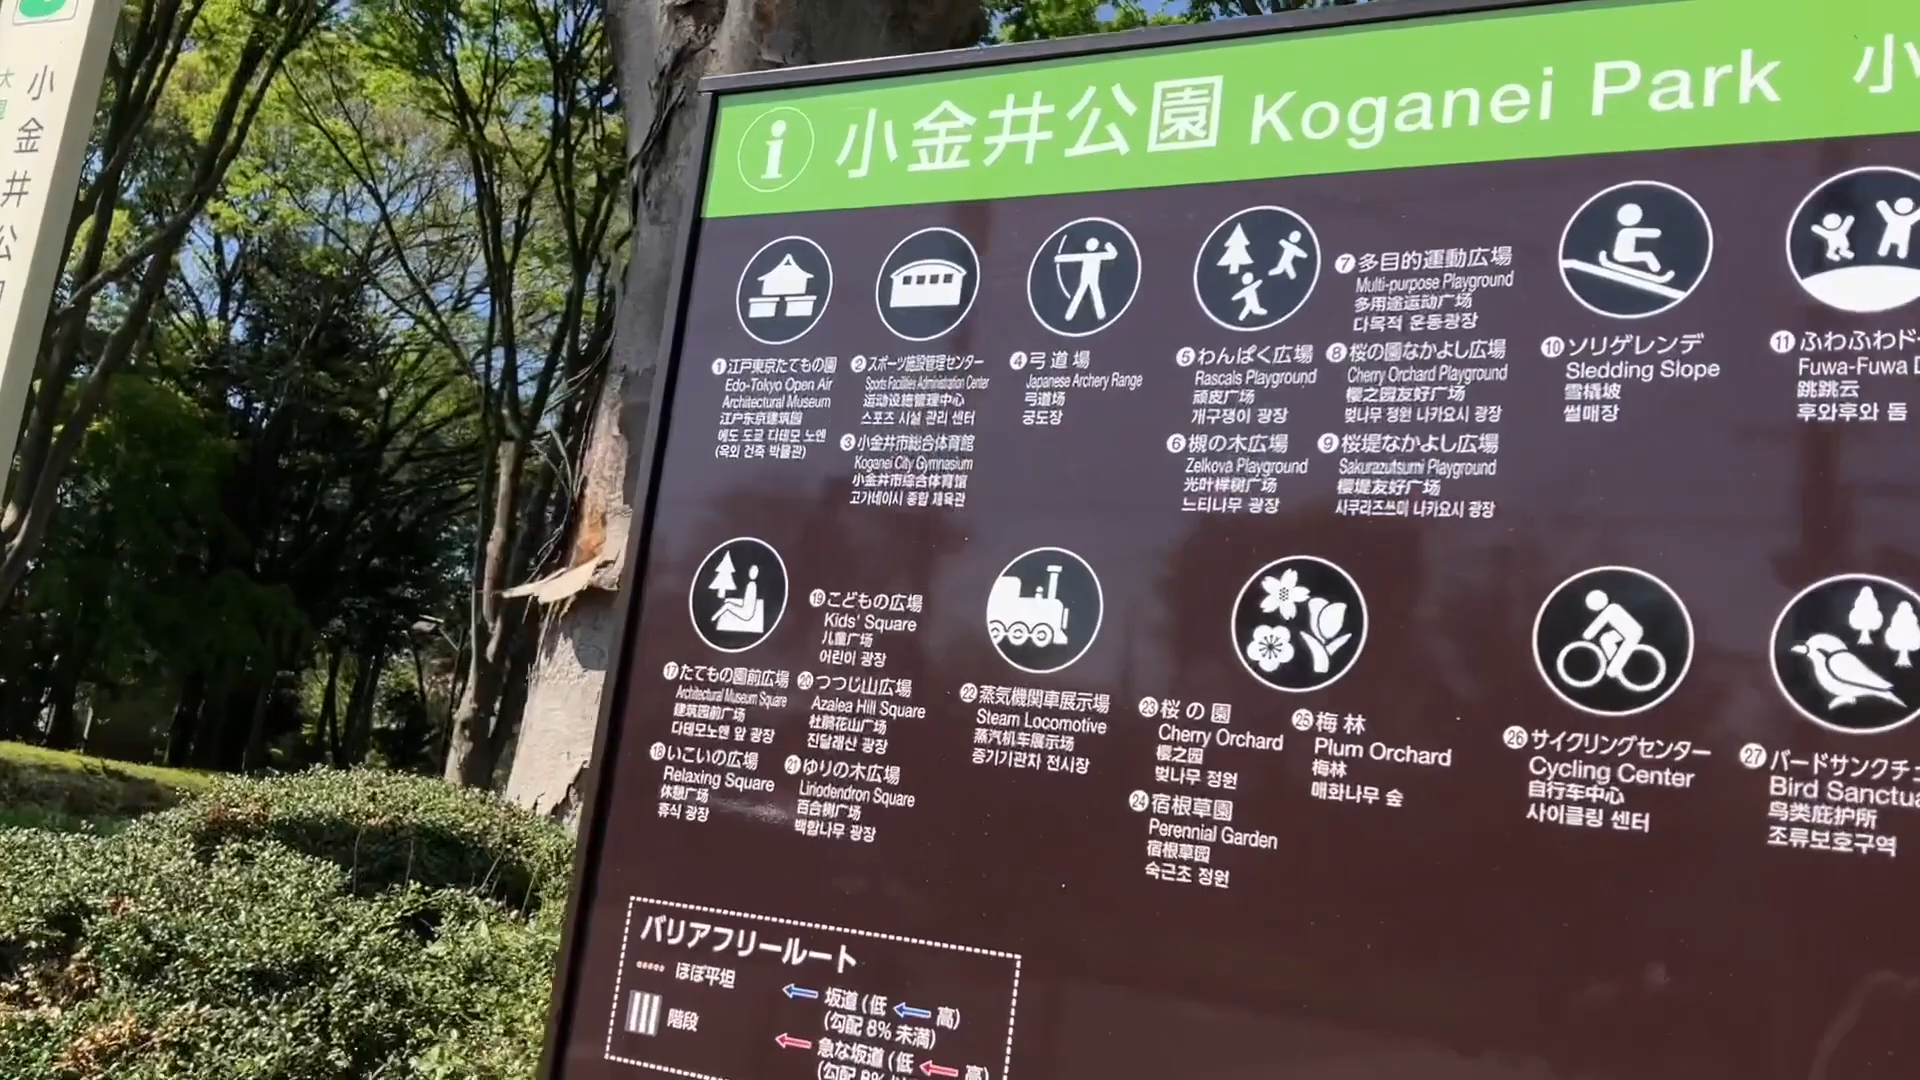 小金井公
小金井公園 Koganei Park 小
❶江戸東京たてもの園
Edo-Tokyo Open Air
Architectural Museum
江户东京建筑园
에도 도쿄 다테모 노엔
(옥외 건축 박물관)
❷スポーツ施設管理センター
Sports Facilities Administration Center
运动设施管理中心
스포츠 시설 관리 센터
❸小金井市総合体育館
Koganei City Gymnasium
小金井市综合体育馆
고가네이시 종합 체육관
❹弓道場
Japanese Archery Range
弓道场
궁도장
❺わんぱく広場
Rascals Playground
顽皮广场
개구쟁이 광장
❻槻の木広場
Zelkova Playground
光叶榉树广场
느티나무 광장
❼多目的運動広場
Multi-purpose Playground
多用途运动广场
다목적 운동광장
❽桜の園なかよし広場
Cherry Orchard Playground
樱之园友好广场
벚나무 정원 나카요시 광장
❾桜堤なかよし広場
Sakurazutsumi Playground
樱堤友好广场
사쿠라즈쓰미 나카요시 광장
❿ソリゲレンデ
Sledding Slope
雪橇坡
썰매장
⓫ふわふわド
Fuwa-Fuwa D
跳跳云
후와후와 돔
⓱たてもの園前広場
Architectural Museum Square
建筑园前广场
다테모노엔 앞 광장
⓲いこいの広場
Relaxing Square
休憩广场
휴식 광장
⓳こどもの広場
Kids' Square
儿童广场
어린이 광장
⓴つつじ山広場
Azalea Hill Square
杜鹃花山广场
진달래산 광장
㉑ゆりの木広場
Liriodendron Square
百合树广场
백합나무 광장
㉒蒸気機関車展示場
Steam Locomotive
蒸汽机车展示场
증기기관차 전시장
㉓桜の園
Cherry Orchard
樱之园
벚나무 정원
㉔宿根草園
Perennial Garden
宿根草园
숙근초 정원
㉕梅林
Plum Orchard
梅林
매화나무 숲
㉖サイクリングセンター
Cycling Center
自行车中心
사이클링 센터
㉗バードサンクチュ
Bird Sanctua
鸟类庇护所
조류보호구역
バリアフリールート
ほぼ平坦
階段
坂道(低 ← 高)
(勾配 8% 未満)
急な坂道(低 ← 高)
(勾配 8%